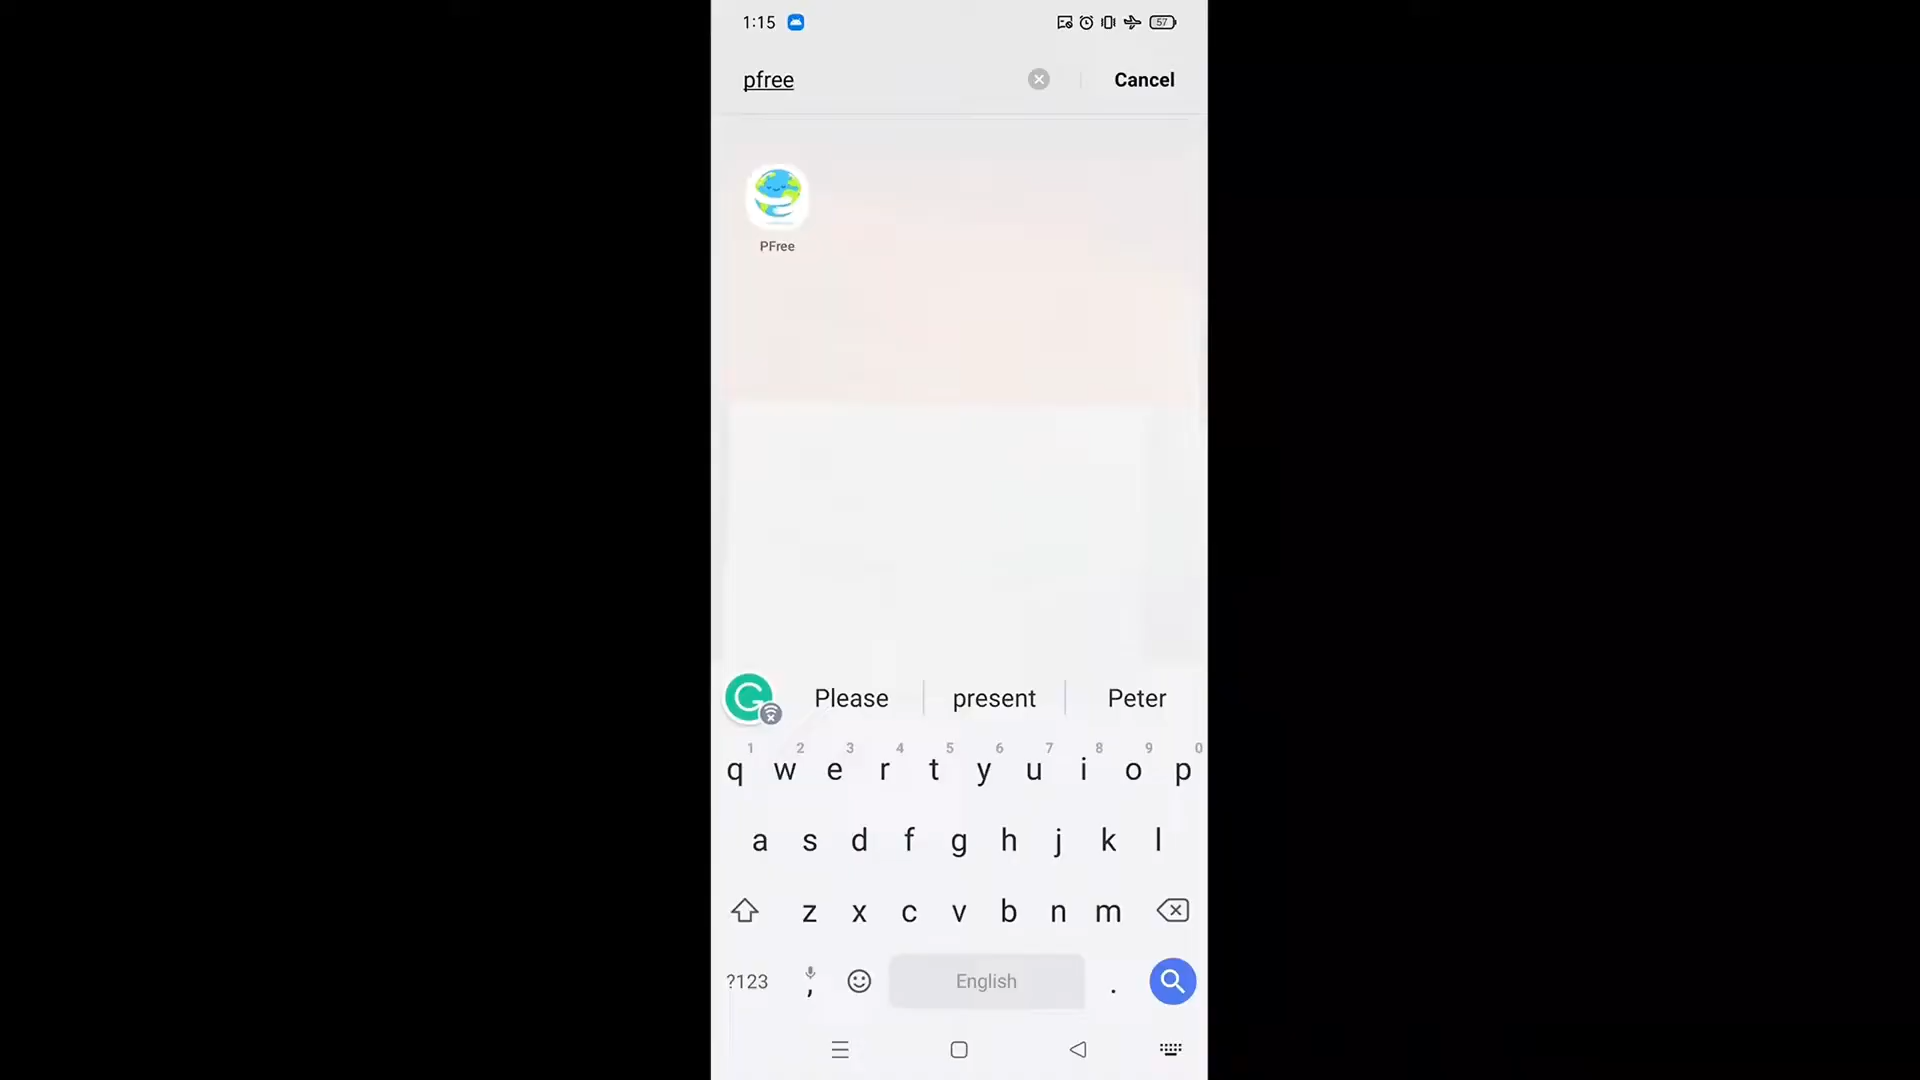 1:15 57
pfree Cancel
PFree
Please present Peter
1 2 3 4 5 6 7 8 9 0
q w e r t y u i o p
a s d f g h j k l
z x c v b n m
?123 , English .